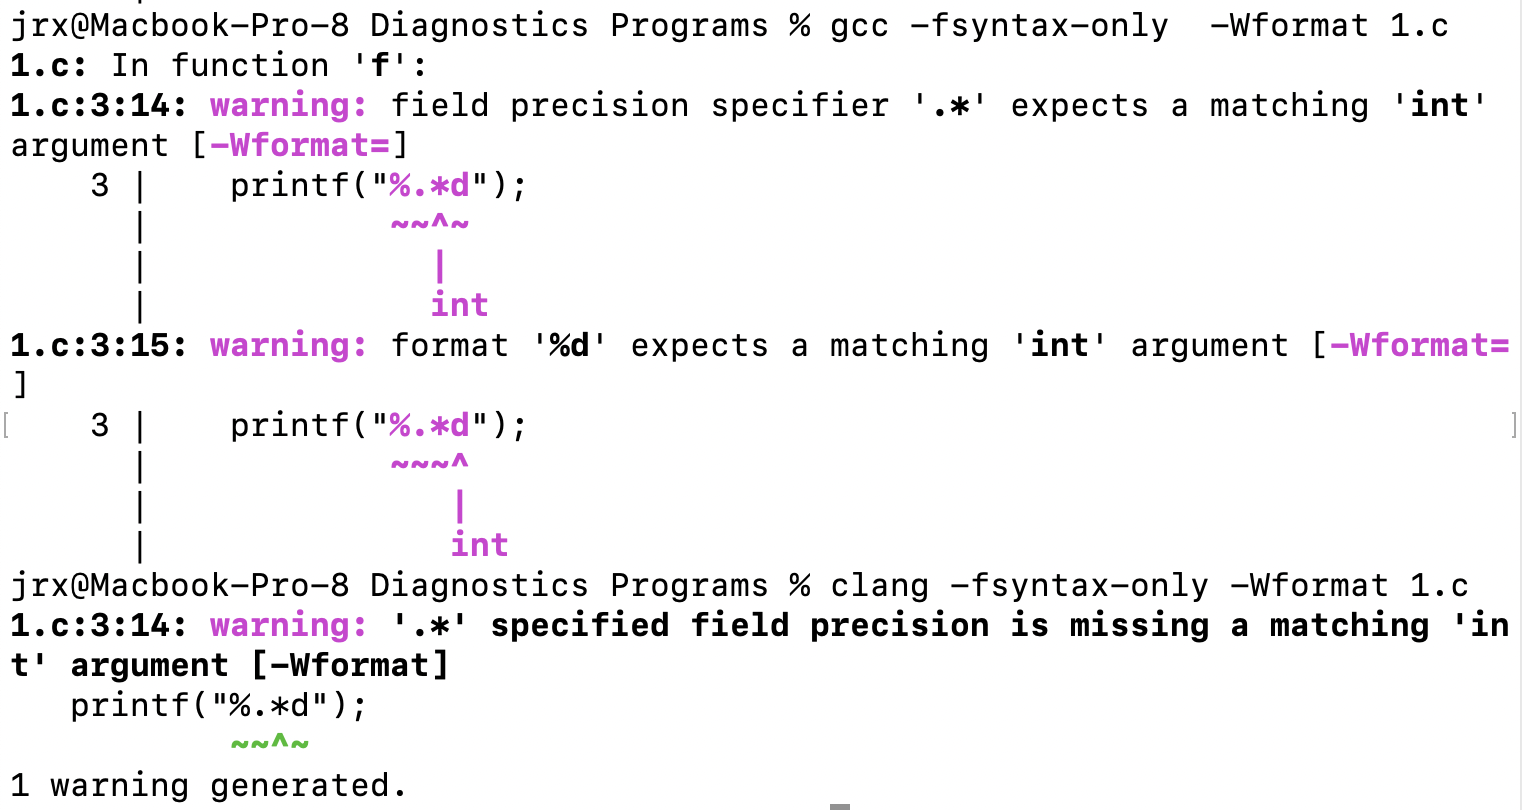 jrx@Macbook-Pro-8 Diagnostics Programs % gcc -fsyntax-only  -Wformat 1.c
1.c: In function 'f':
1.c:3:14: warning: field precision specifier '.*' expects a matching 'int'
argument [-Wformat=]
    3 |    printf("%.*d");
      |            ~~^~
      |              |
      |              int
1.c:3:15: warning: format '%d' expects a matching 'int' argument [-Wformat=
]
[   3 |    printf("%.*d");                                                        ]
      |            ~~~^
      |               |
      |               int
jrx@Macbook-Pro-8 Diagnostics Programs % clang -fsyntax-only -Wformat 1.c
1.c:3:14: warning: '.*' specified field precision is missing a matching 'in
t' argument [-Wformat]
   printf("%.*d");
           ~~^~
1 warning generated.